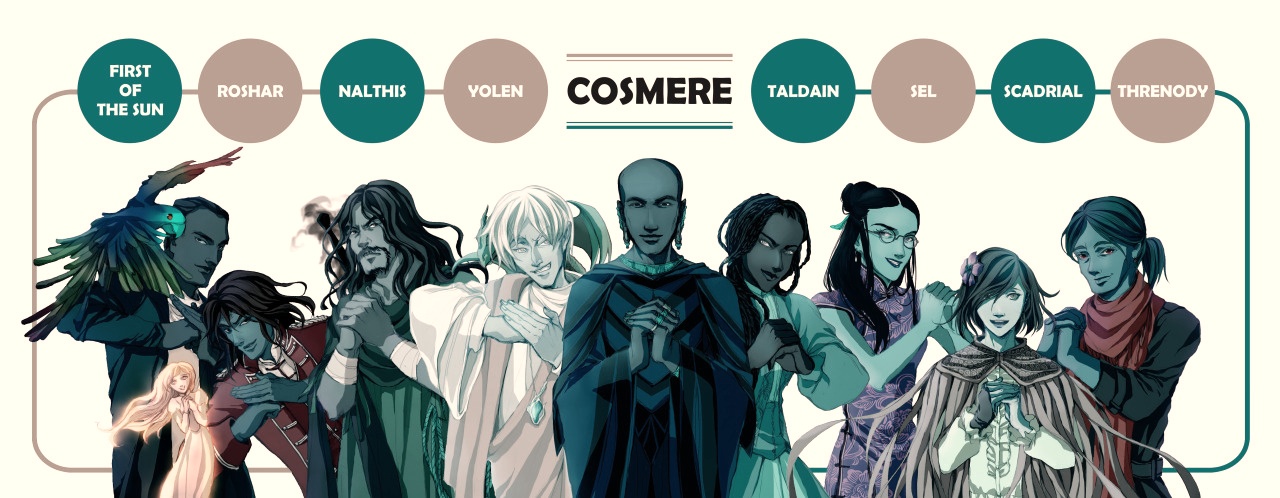 FIRST
OF
THE SUN
ROSHAR
NALTHIS
YOLEN
COSMERE
TALDAIN
SEL
SCADRIAL
THRENODY